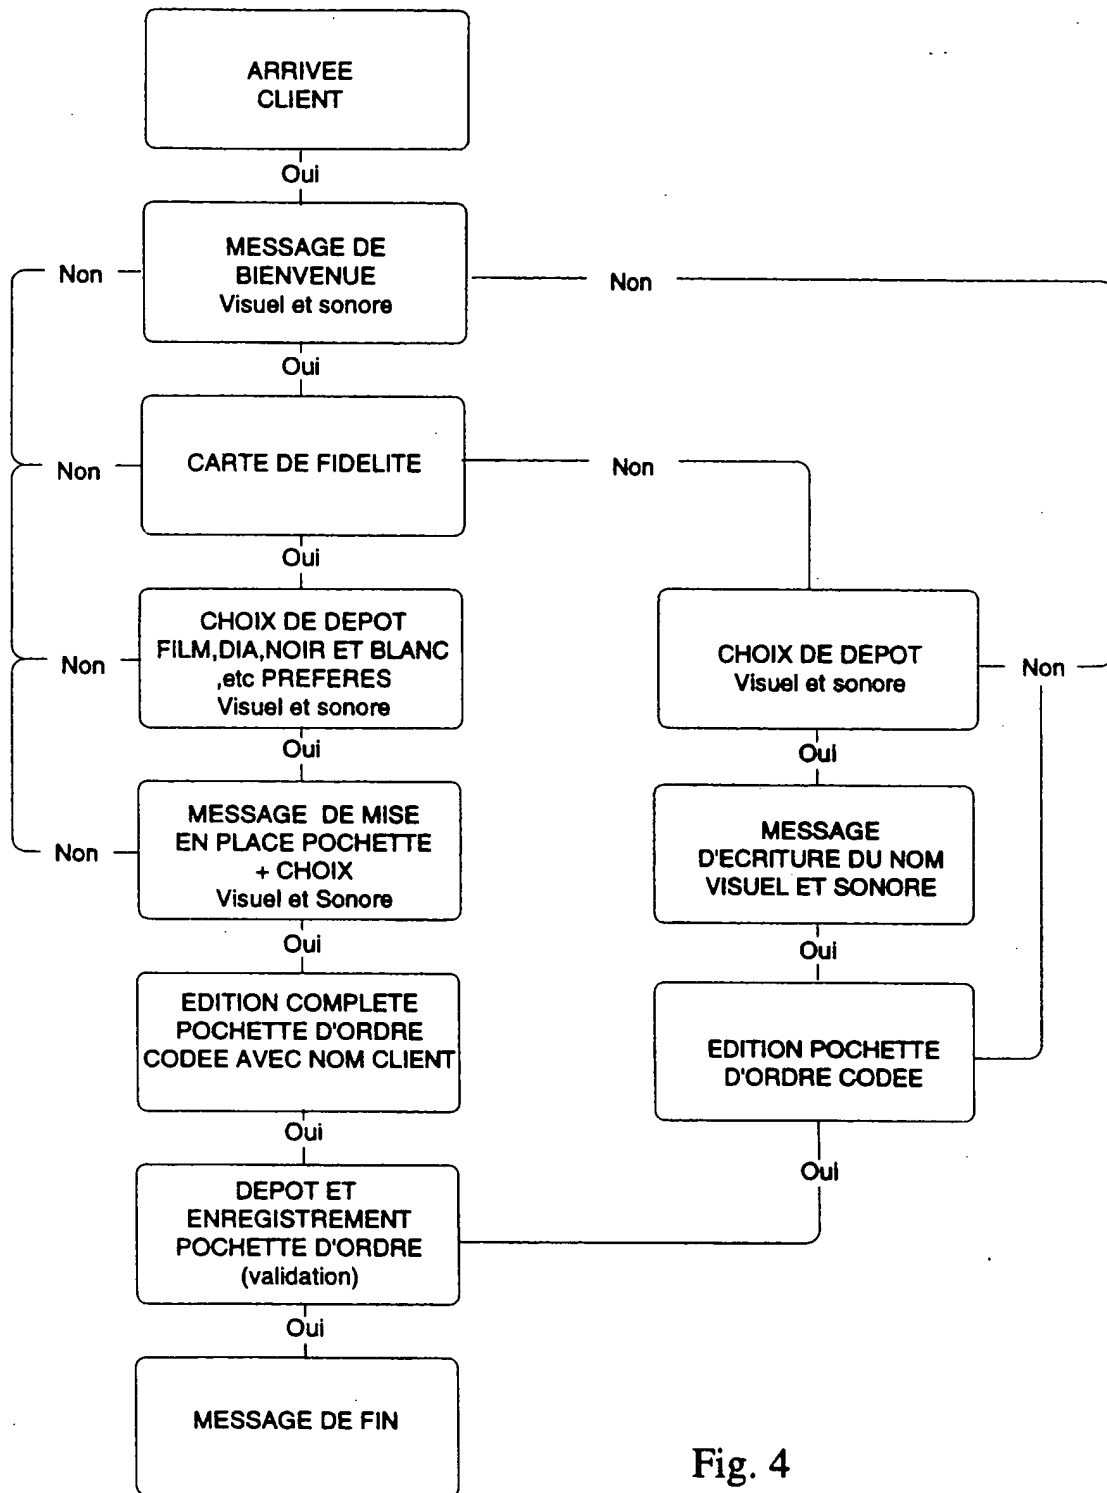 ARRIVEE
CLIENT
Oui
MESSAGE DE
BIENVENUE
Visuel et sonore
Non
Non
Oui
CARTE DE FIDELITE
Non
Non
Oui
CHOIX DE DEPOT
FILM,DIA,NOIR ET BLANC
,etc PREFERES
Visuel et sonore
Non
CHOIX DE DEPOT
Visuel et sonore
Non
Oui
Oui
MESSAGE DE MISE
EN PLACE POCHETTE
+ CHOIX
Visuel et Sonore
Non
MESSAGE
D'ECRITURE DU NOM
VISUEL ET SONORE
Oui
Oui
EDITION COMPLETE
POCHETTE D'ORDRE
CODEE AVEC NOM CLIENT
EDITION POCHETTE
D'ORDRE CODEE
Oui
Oui
DEPOT ET
ENREGISTREMENT
POCHETTE D'ORDRE
(validation)
Oui
MESSAGE DE FIN
Fig. 4